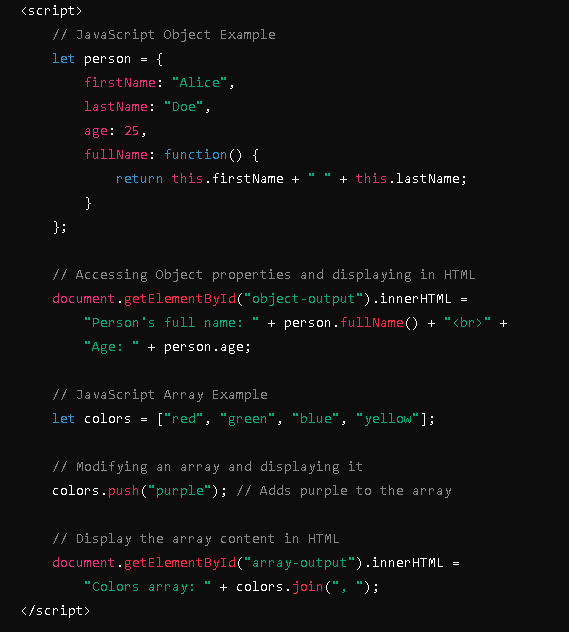 <script>
    // JavaScript Object Example
    let person = {
        firstName: "Alice",
        lastName: "Doe",
        age: 25,
        fullName: function() {
            return this.firstName + " " + this.lastName;
        }
    };

    // Accessing Object properties and displaying in HTML
    document.getElementById("object-output").innerHTML =
        "Person's full name: " + person.fullName() + "<br>" +
        "Age: " + person.age;

    // JavaScript Array Example
    let colors = ["red", "green", "blue", "yellow"];

    // Modifying an array and displaying it
    colors.push("purple"); // Adds purple to the array

    // Display the array content in HTML
    document.getElementById("array-output").innerHTML =
        "Colors array: " + colors.join(", ");
</script>